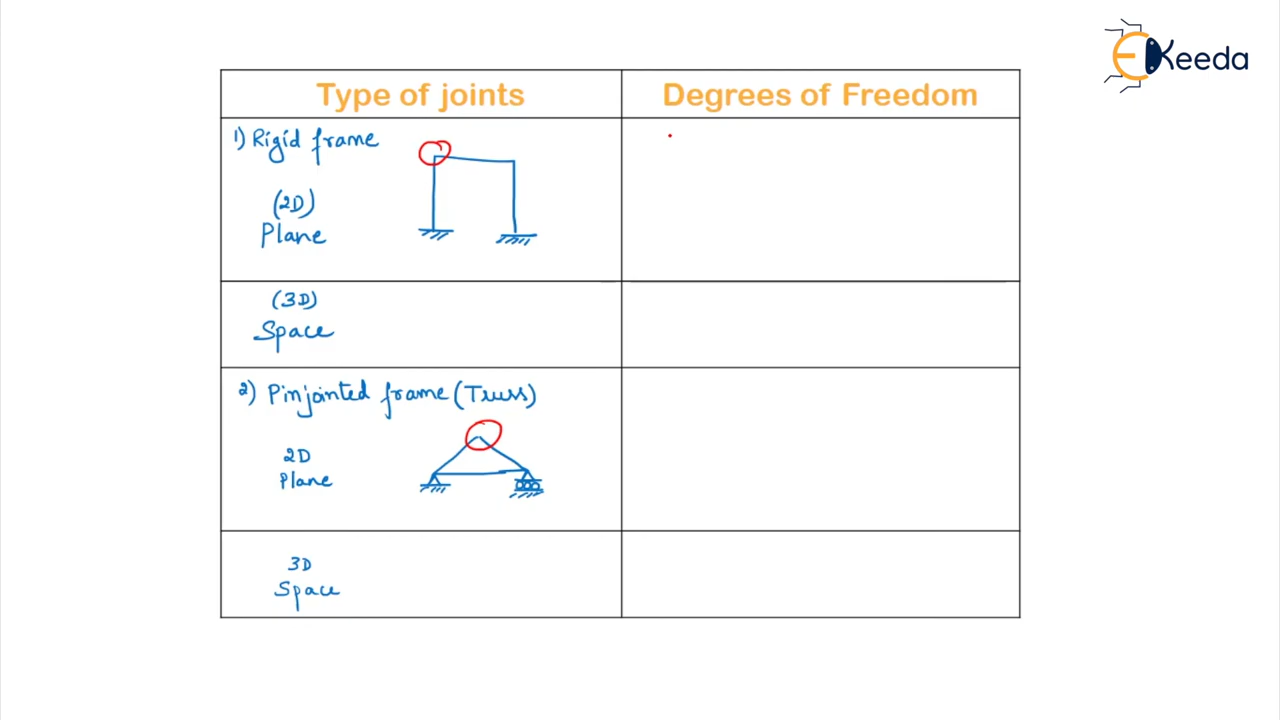 EKeeda
Type of joints
Degrees of Freedom
1) Rigid frame
(2D)
Plane
(3D)
Space
2) Pinjointed frame (Truss)
2D
Plane
3D
Space